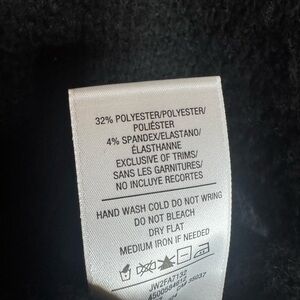 32% POLYESTER/POLYESTER/
POLIÉSTER
4% SPANDEX/ELASTANO/
ÉLASTHANNE
EXCLUSIVE OF TRIMS/
SANS LES GARNITURES/
NO INCLUYE RECORTES
HAND WASH COLD DO NOT WRING
DO NOT BLEACH
DRY FLAT
MEDIUM IRON IF NEEDED
JW2FA7132